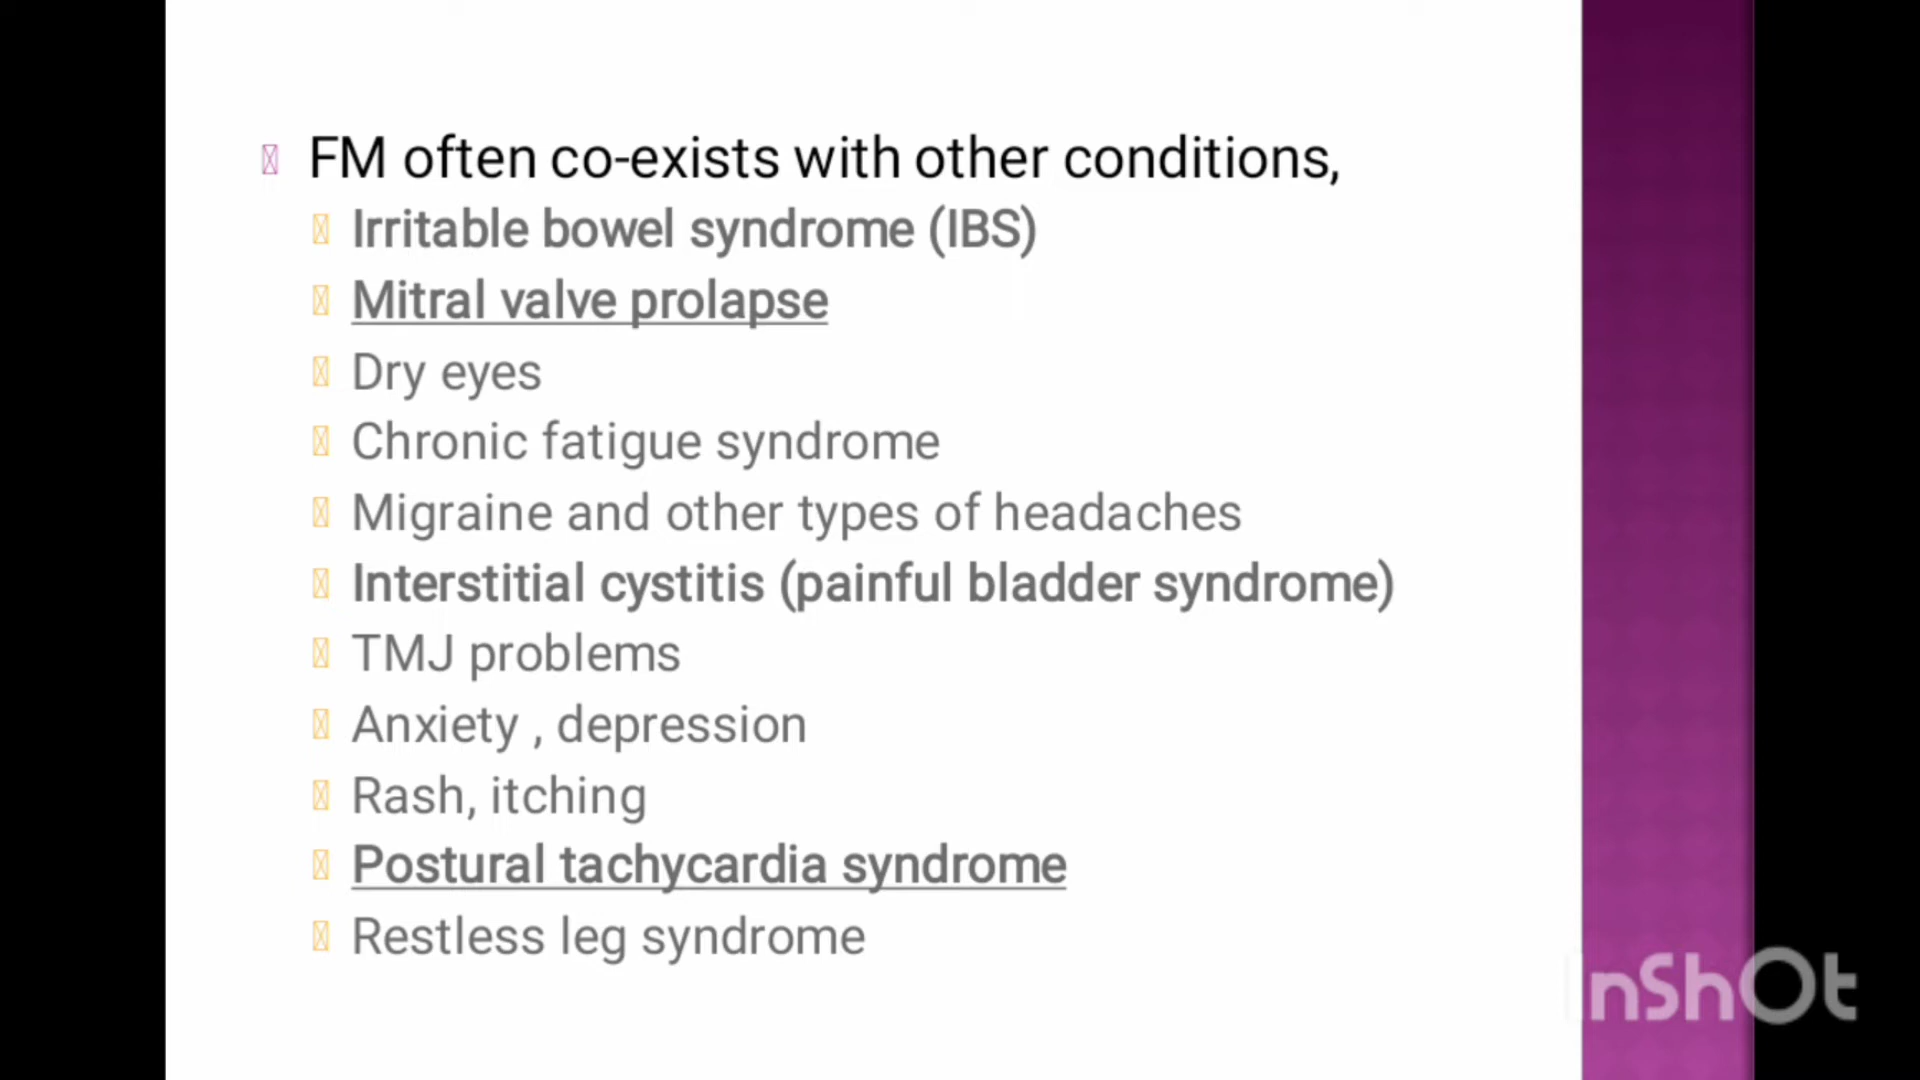 FM often co-exists with other conditions,
Irritable bowel syndrome (IBS)
Mitral valve prolapse
Dry eyes
Chronic fatigue syndrome
Migraine and other types of headaches
Interstitial cystitis (painful bladder syndrome)
TMJ problems
Anxiety , depression
Rash, itching
Postural tachycardia syndrome
Restless leg syndrome
InShOt